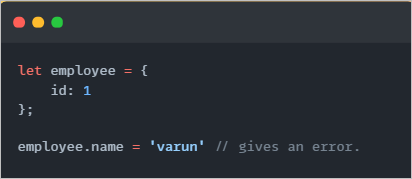 let employee = {
    id: 1
};
employee.name = 'varun' // gives an error.